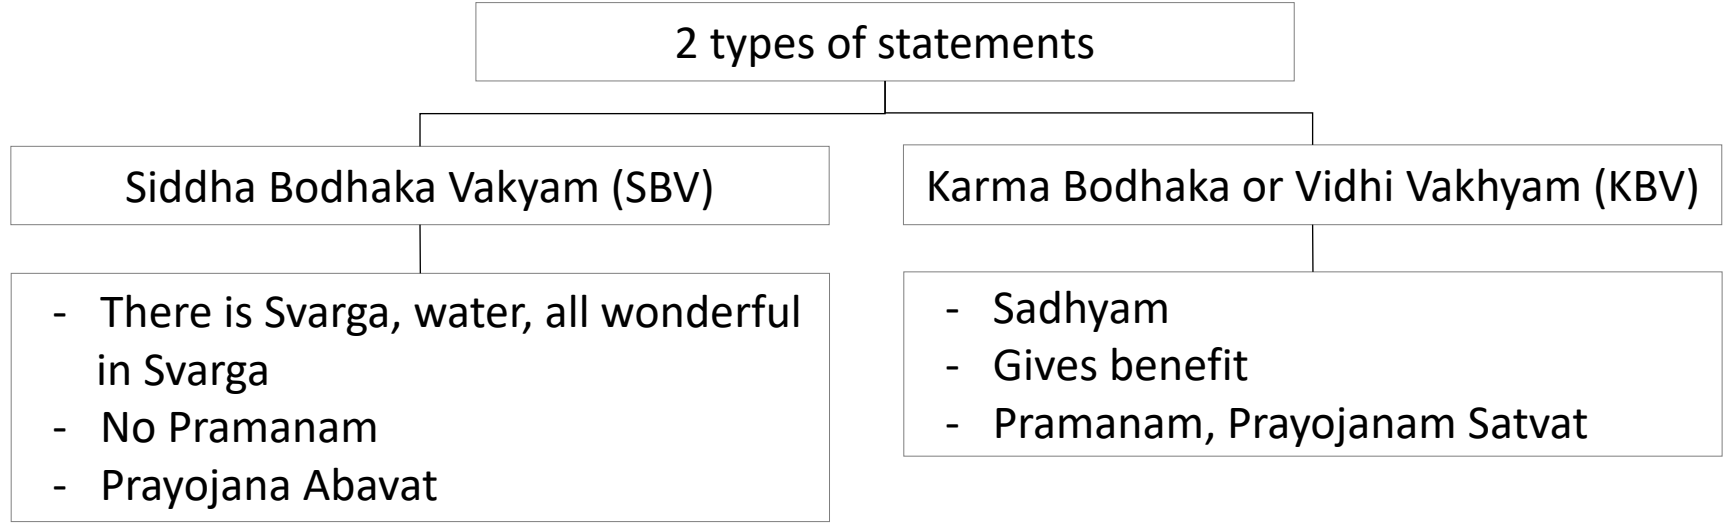 2 types of statements
Siddha Bodhaka Vakyam (SBV)
- There is Svarga, water, all wonderful
in Svarga
- No Pramanam
- Prayojana Abavat
Karma Bodhaka or Vidhi Vakhyam (KBV)
- Sadhyam
- Gives benefit
- Pramanam, Prayojanam Satvat